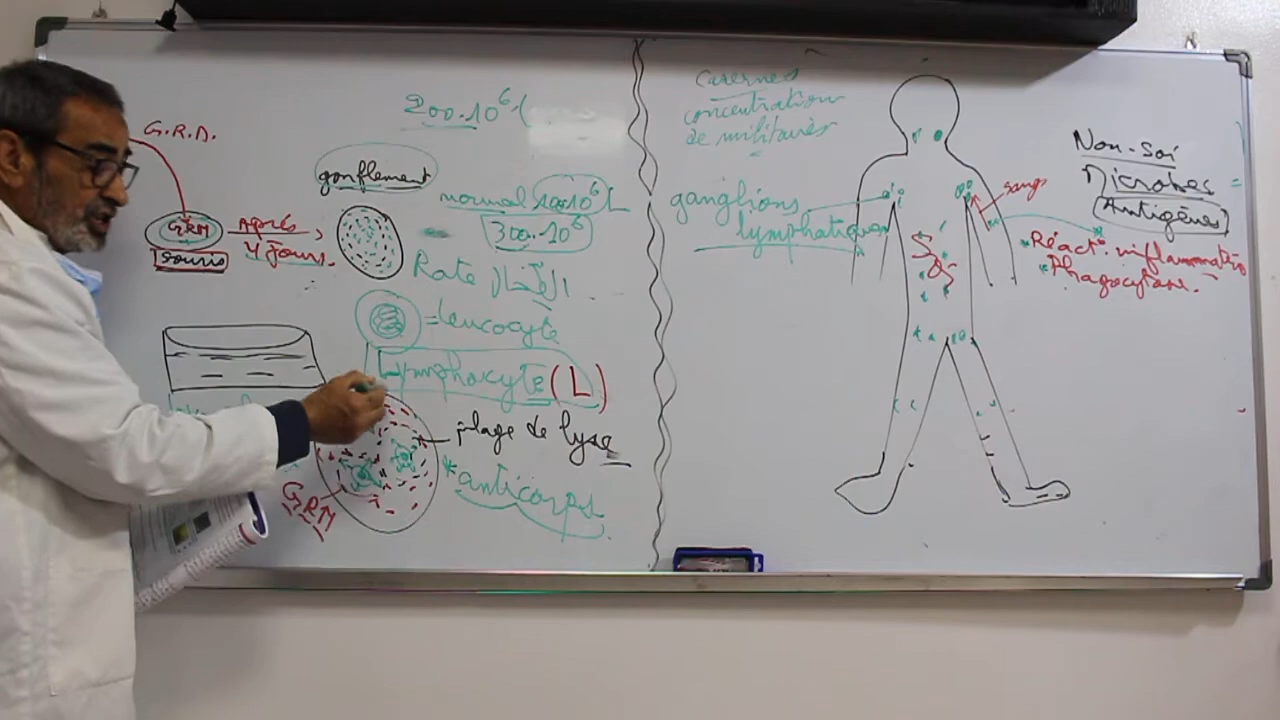 200.10⁶ L
G.R.D.
gonflement
normal 100 10⁶ L
300.10⁶
GRM
Après
4 jours.
souris
Rate الطحال
= Leucocyte
Lymphocyte (L)
plage de lyse
* anticorps
GRM
Casernes
concentration
de militaires
ganglions
lymphatiques
sang
Non-soi
Microbes =
Antigènes
* Réact° inflammato
* Phagocytose.